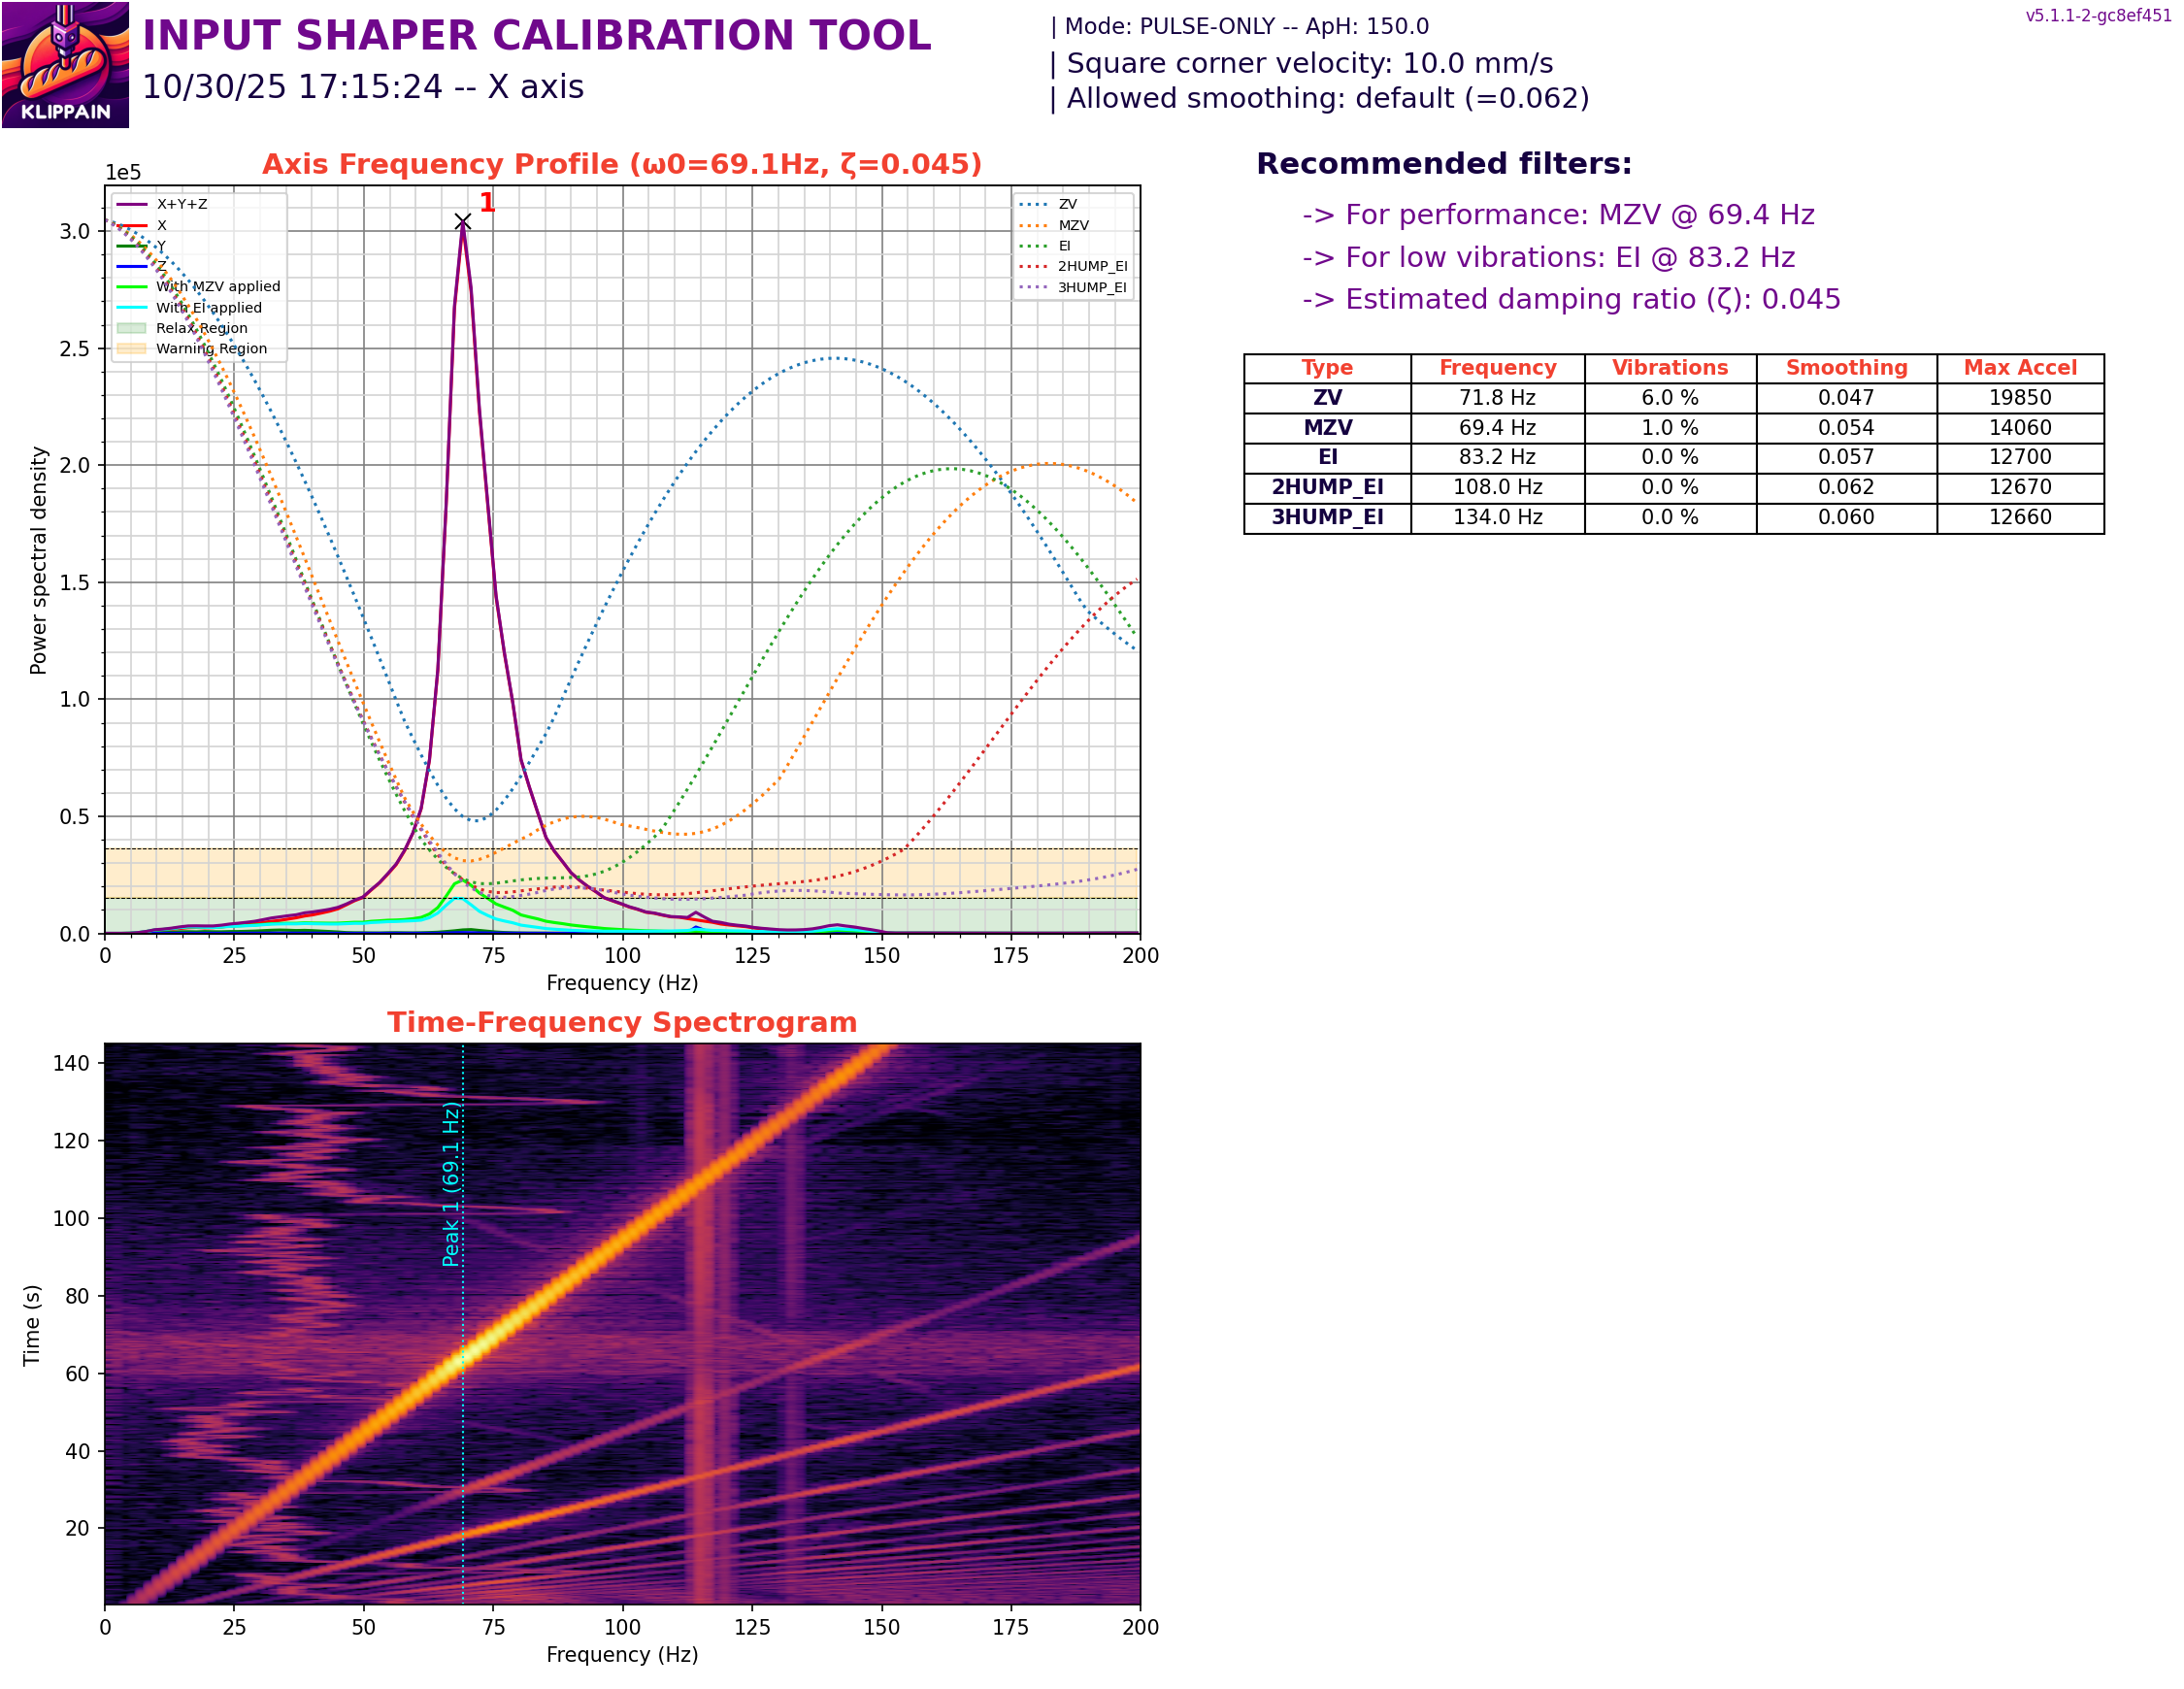 KLIPPAIN
INPUT SHAPER CALIBRATION TOOL
10/30/25 17:15:24 -- X axis
| Mode: PULSE-ONLY -- ApH: 150.0
| Square corner velocity: 10.0 mm/s
| Allowed smoothing: default (=0.062)
v5.1.1-2-gc8ef451
Axis Frequency Profile (ω0=69.1Hz, ζ=0.045)
1e5
X+Y+Z
X
Y
Z
With MZV applied
With EI applied
Relax Region
Warning Region
1
ZV
MZV
EI
2HUMP_EI
3HUMP_EI
Power spectral density
3.0
2.5
2.0
1.5
1.0
0.5
0.0
0 25 50 75 100 125 150 175 200
Frequency (Hz)
Recommended filters:
-> For performance: MZV @ 69.4 Hz
-> For low vibrations: EI @ 83.2 Hz
-> Estimated damping ratio (ζ): 0.045
Type Frequency Vibrations Smoothing Max Accel
ZV 71.8 Hz 6.0 % 0.047 19850
MZV 69.4 Hz 1.0 % 0.054 14060
EI 83.2 Hz 0.0 % 0.057 12700
2HUMP_EI 108.0 Hz 0.0 % 0.062 12670
3HUMP_EI 134.0 Hz 0.0 % 0.060 12660
Time-Frequency Spectrogram
Time (s)
140
120
100
80
60
40
20
Peak 1 (69.1 Hz)
0 25 50 75 100 125 150 175 200
Frequency (Hz)